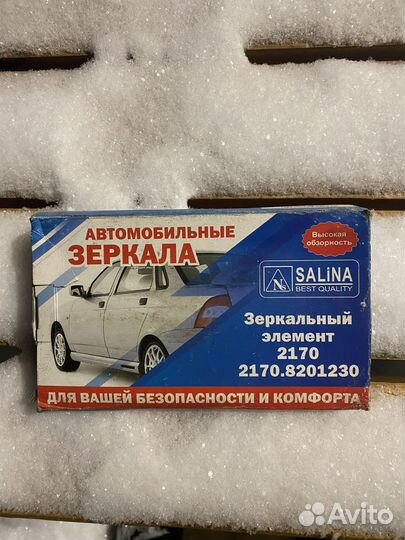 АВТОМОБИЛЬНЫЕ
ЗЕРКАЛА
Высокая
обзорность
SALiNA
BEST QUALITY
Зеркальный
элемент
2170
2170.8201230
ДЛЯ ВАШЕЙ БЕЗОПАСНОСТИ И КОМФОРТА
Avito